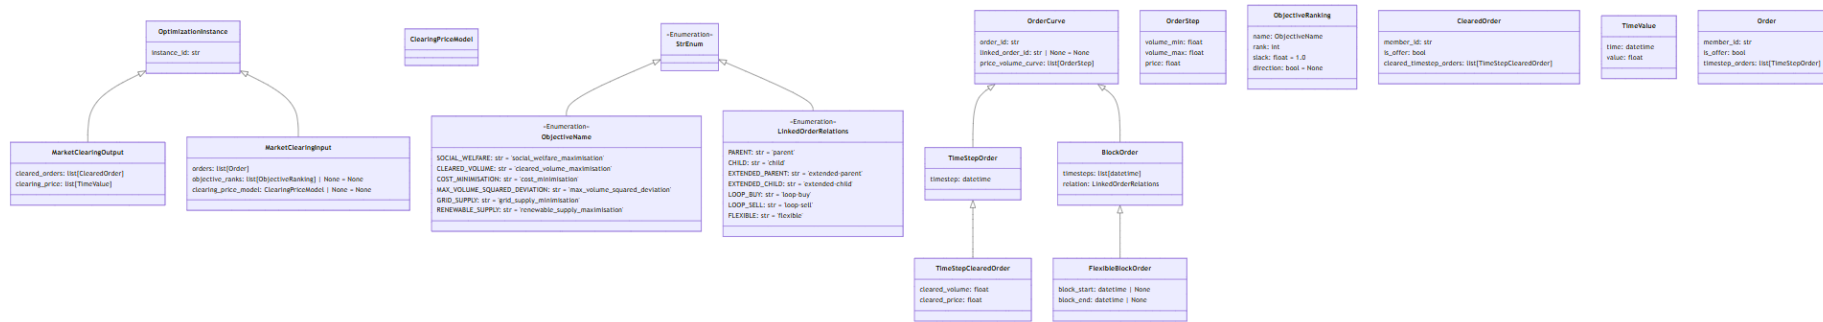 OptimizationInstance
instance_id: str
MarketClearingOutput
cleared_orders: list[ClearedOrder]
clearing_price: list[TimeValue]
MarketClearingInput
orders: list[Order]
objective_ranks: list[ObjectiveRanking] | None = None
clearing_price_model: ClearingPriceModel | None = None
ClearingPriceModel
«Enumeration»
StrEnum
«Enumeration»
ObjectiveName
SOCIAL_WELFARE: str = 'social_welfare_maximisation'
CLEARED_VOLUME: str = 'cleared_volume_maximisation'
COST_MINIMISATION: str = 'cost_minimisation'
MAX_VOLUME_SQUARED_DEVIATION: str = 'max_volume_squared_deviation'
GRID_SUPPLY: str = 'grid_supply_minimisation'
RENEWABLE_SUPPLY: str = 'renewable_supply_maximisation'
«Enumeration»
LinkedOrderRelations
PARENT: str = 'parent'
CHILD: str = 'child'
EXTENDED_PARENT: str = 'extended-parent'
EXTENDED_CHILD: str = 'extended-child'
LOOP_BUY: str = 'loop-buy'
LOOP_SELL: str = 'loop-sell'
FLEXIBLE: str = 'flexible'
OrderCurve
order_id: str
linked_order_id: str | None = None
price_volume_curve: list[OrderStep]
TimeStepOrder
timestep: datetime
BlockOrder
timesteps: list[datetime]
relation: LinkedOrderRelations
TimeStepClearedOrder
cleared_volume: float
cleared_price: float
FlexibleBlockOrder
block_start: datetime | None
block_end: datetime | None
OrderStep
volume_min: float
volume_max: float
price: float
ObjectiveRanking
name: ObjectiveName
rank: int
slack: float = 1.0
direction: bool = None
ClearedOrder
member_id: str
is_offer: bool
cleared_timestep_orders: list[TimeStepClearedOrder]
TimeValue
time: datetime
value: float
Order
member_id: str
is_offer: bool
timestep_orders: list[TimeStepOrder]